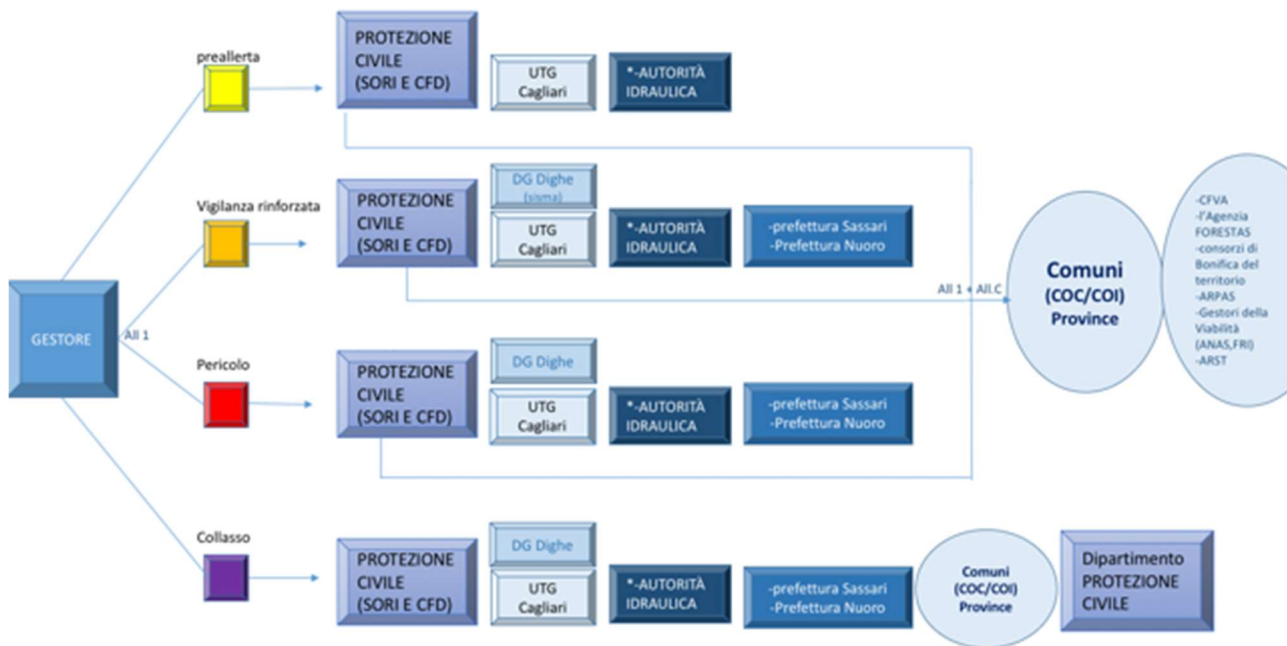 preallerta
PROTEZIONE
CIVILE
(SORI E CFD)
UTG
Cagliari
*-AUTORITÀ
IDRAULICA
Vigilanza rinforzata
PROTEZIONE
CIVILE
(SORI E CFD)
DG Dighe
(sisma)
UTG
Cagliari
*-AUTORITÀ
IDRAULICA
-prefettura Sassari
-Prefettura Nuoro
All 1 + All.C
Comuni
(COC/COI)
Province
-CFVA
-l'Agenzia
FORESTAS
-consorzi di
Bonifica del
territorio
-ARPAS
-Gestori della
Viabilità
(ANAS,FRI)
-ARST
GESTORE
All 1
Pericolo
PROTEZIONE
CIVILE
(SORI E CFD)
DG Dighe
UTG
Cagliari
*-AUTORITÀ
IDRAULICA
-prefettura Sassari
-Prefettura Nuoro
Collasso
PROTEZIONE
CIVILE
(SORI E CFD)
DG Dighe
UTG
Cagliari
*-AUTORITÀ
IDRAULICA
-prefettura Sassari
-Prefettura Nuoro
Comuni
(COC/COI)
Province
Dipartimento
PROTEZIONE
CIVILE